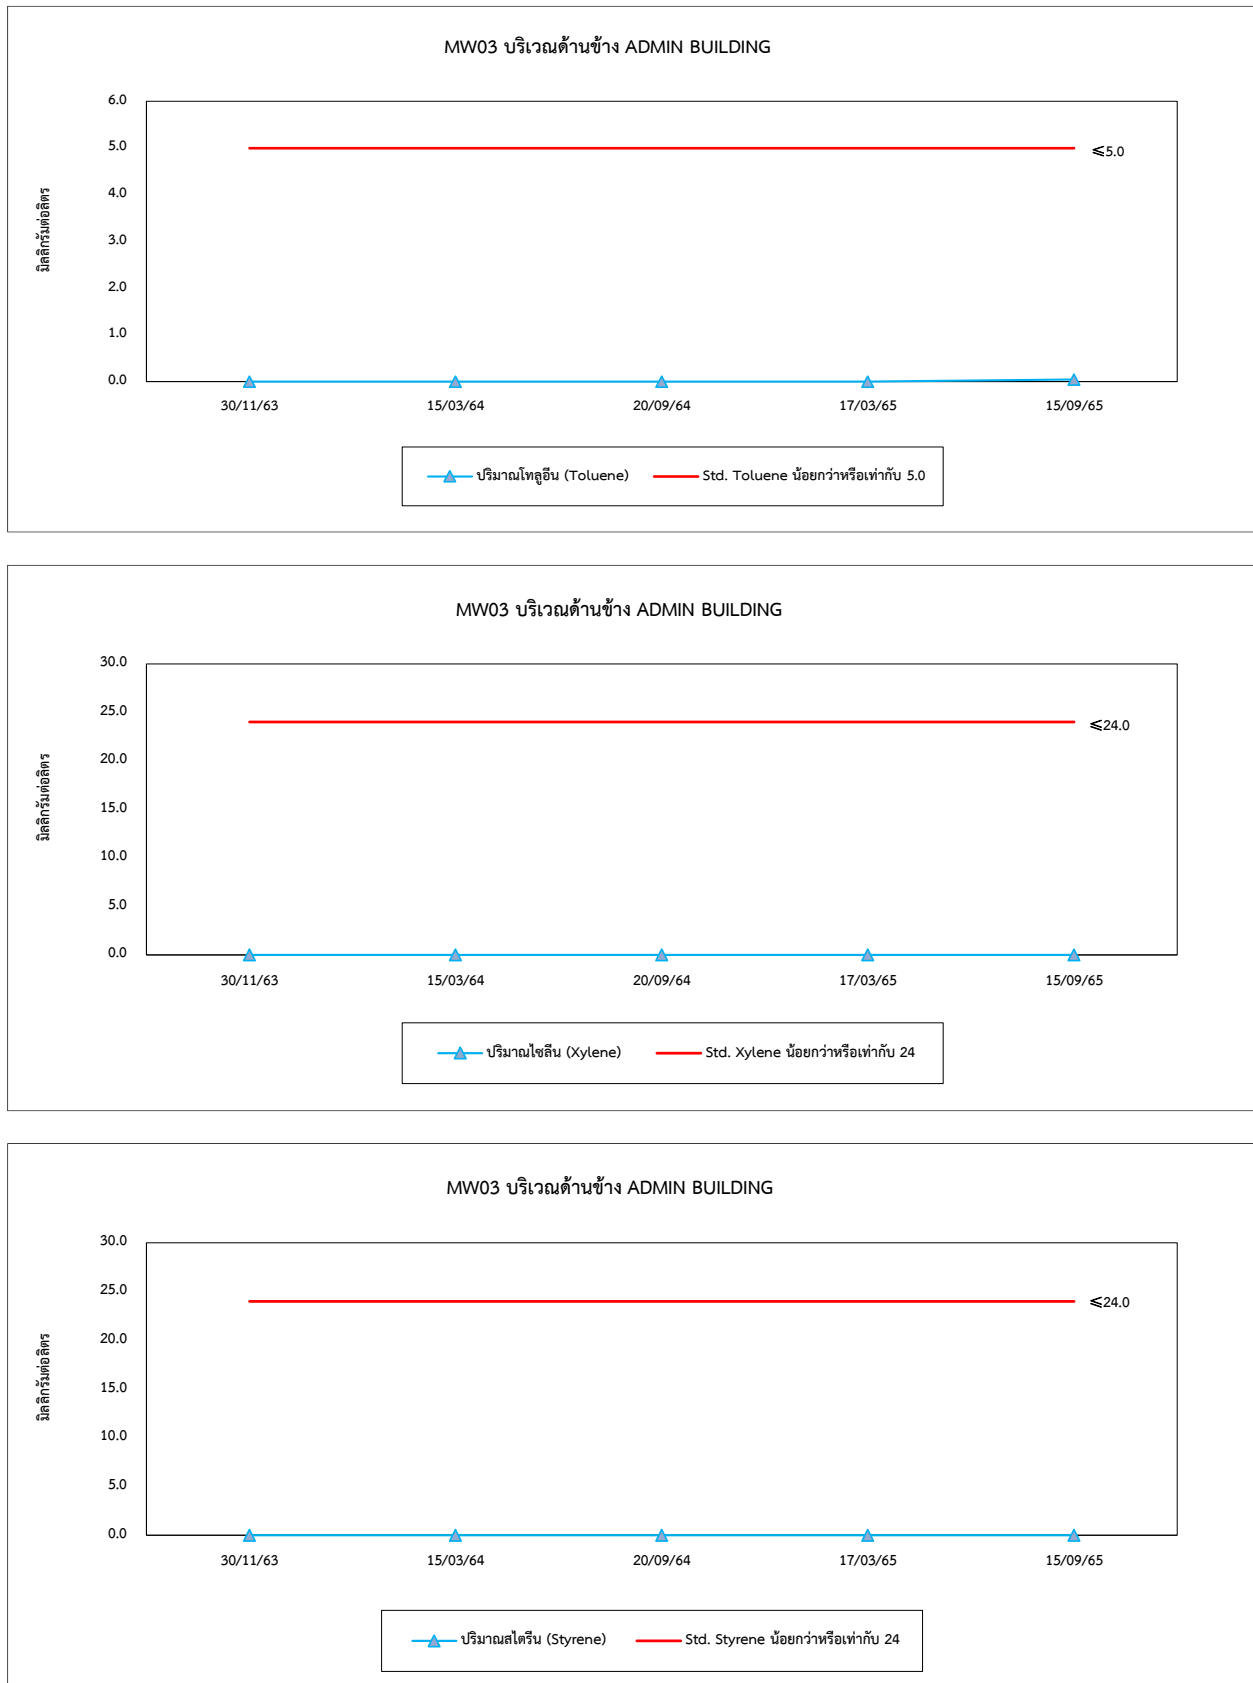 MW03 บริเวณด้านข้าง ADMIN BUILDING
6.0
5.0
4.0
3.0
2.0
1.0
0.0
มิลลิกรัมต่อลิตร
≤5.0
30/11/63 15/03/64 20/09/64 17/03/65 15/09/65
ปริมาณโทลูอีน (Toluene) Std. Toluene น้อยกว่าหรือเท่ากับ 5.0
MW03 บริเวณด้านข้าง ADMIN BUILDING
30.0
25.0
20.0
15.0
10.0
5.0
0.0
มิลลิกรัมต่อลิตร
≤24.0
30/11/63 15/03/64 20/09/64 17/03/65 15/09/65
ปริมาณไซลีน (Xylene) Std. Xylene น้อยกว่าหรือเท่ากับ 24
MW03 บริเวณด้านข้าง ADMIN BUILDING
30.0
25.0
20.0
15.0
10.0
5.0
0.0
มิลลิกรัมต่อลิตร
≤24.0
30/11/63 15/03/64 20/09/64 17/03/65 15/09/65
ปริมาณสไตรีน (Styrene) Std. Styrene น้อยกว่าหรือเท่ากับ 24